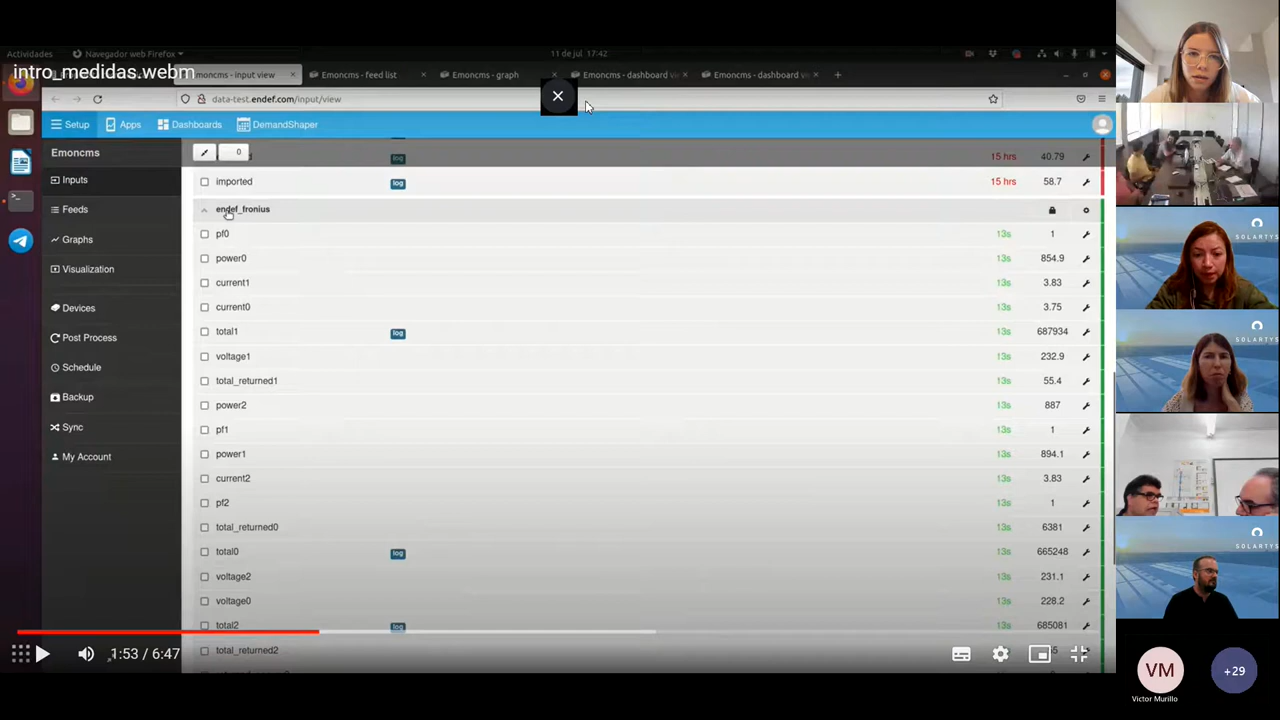 Actividades
Navegador web Firefox
11 de jul 17:42
intro_medidas.webm
Emoncms - input view
Emoncms - feed list
Emoncms - graph
Emoncms - dashboard vi
Emoncms - dashboard vi
data-test.endef.com/input/view
Setup
Apps
Dashboards
DemandShaper
Emoncms
0
log
15 hrs
40.79
Inputs
imported
log
15 hrs
58.7
Feeds
endef_fronius
pf0
13s
1
Graphs
power0
13s
854.9
Visualization
current1
13s
3.83
Devices
current0
13s
3.75
Post Process
total1
log
13s
687934
Schedule
voltage1
13s
232.9
total_returned1
13s
55.4
Backup
power2
13s
887
Sync
pf1
13s
1
My Account
power1
13s
894.1
current2
13s
3.83
pf2
13s
1
total_returned0
13s
6381
total0
log
13s
665248
voltage2
13s
231.1
voltage0
13s
228.2
total2
log
13s
685081
total_returned2
1:53 / 6:47
SOLARTYS
SOLARTYS
SOLARTYS
VM
Victor Murillo
+29